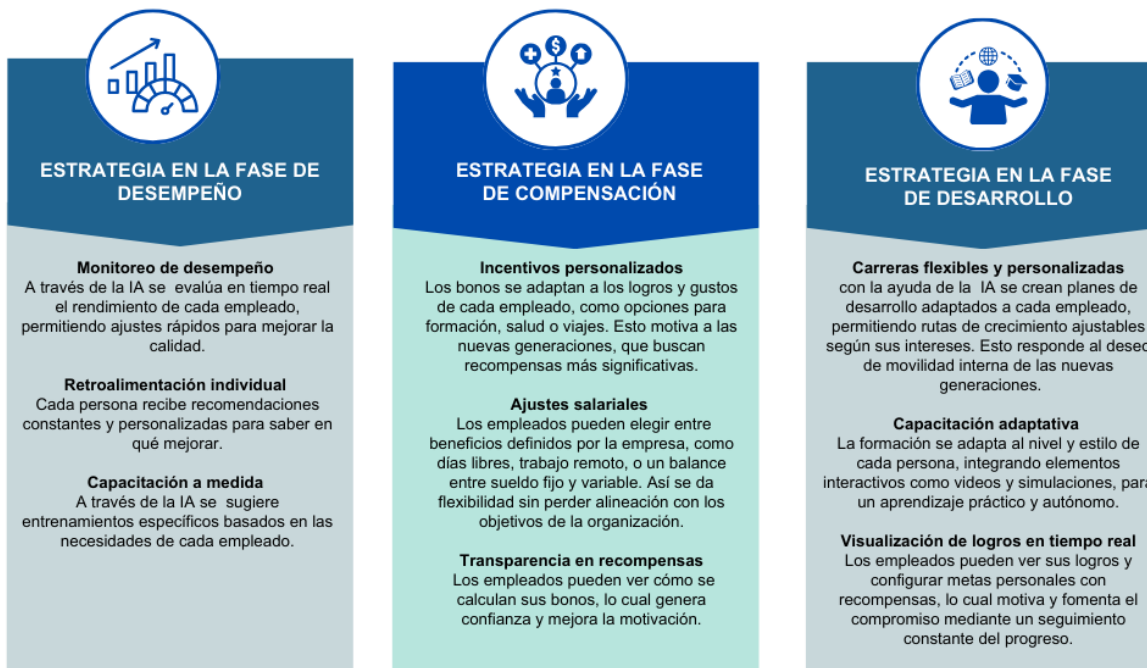 ESTRATEGIA EN LA FASE DE
DESEMPEÑO
Monitoreo de desempeño
A través de la IA se evalúa en tiempo real
el rendimiento de cada empleado,
permitiendo ajustes rápidos para mejorar la
calidad.
Retroalimentación individual
Cada persona recibe recomendaciones
constantes y personalizadas para saber en
qué mejorar.
Capacitación a medida
A través de la IA se sugiere
entrenamientos específicos basados en las
necesidades de cada empleado.
ESTRATEGIA EN LA FASE
DE COMPENSACIÓN
Incentivos personalizados
Los bonos se adaptan a los logros y gustos
de cada empleado, como opciones para
formación, salud o viajes. Esto motiva a las
nuevas generaciones, que buscan
recompensas más significativas.
Ajustes salariales
Los empleados pueden elegir entre
beneficios definidos por la empresa, como
días libres, trabajo remoto, o un balance
entre sueldo fijo y variable. Así se da
flexibilidad sin perder alineación con los
objetivos de la organización.
Transparencia en recompensas
Los empleados pueden ver cómo se
calculan sus bonos, lo cual genera
confianza y mejora la motivación.
ESTRATEGIA EN LA FASE
DE DESARROLLO
Carreras flexibles y personalizadas
con la ayuda de la IA se crean planes de
desarrollo adaptados a cada empleado,
permitiendo rutas de crecimiento ajustables
según sus intereses. Esto responde al deseo
de movilidad interna de las nuevas
generaciones.
Capacitación adaptativa
La formación se adapta al nivel y estilo de
cada persona, integrando elementos
interactivos como videos y simulaciones, para
un aprendizaje práctico y autónomo.
Visualización de logros en tiempo real
Los empleados pueden ver sus logros y
configurar metas personales con
recompensas, lo cual motiva y fomenta el
compromiso mediante un seguimiento
constante del progreso.